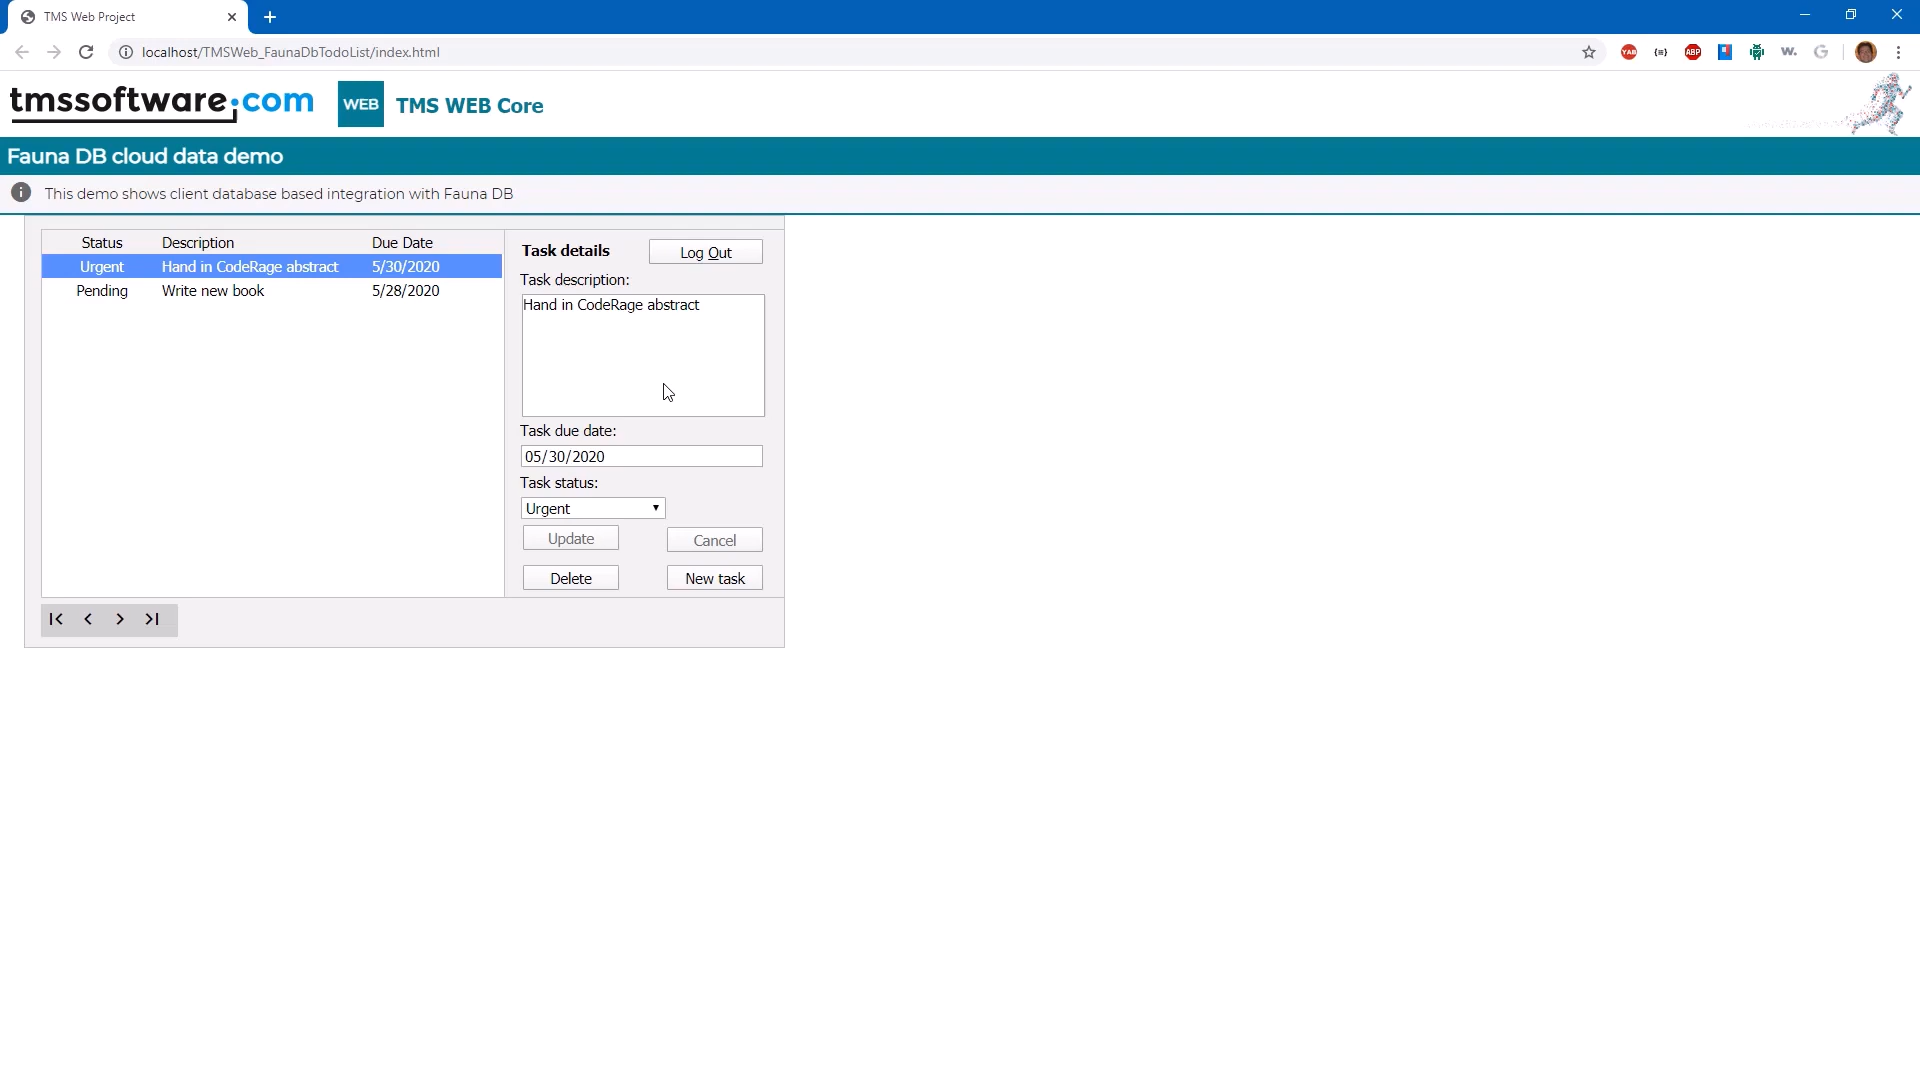 TMS Web Project
localhost/TMSWeb_FaunaDbTodoList/index.html
YAB
ABP
w.
G
tmssoftware.com
WEB
TMS WEB Core
Fauna DB cloud data demo
This demo shows client database based integration with Fauna DB
Status Description Due Date
Urgent Hand in CodeRage abstract 5/30/2020
Pending Write new book 5/28/2020
Task details
Log Out
Task description:
Hand in CodeRage abstract
Task due date:
05/30/2020
Task status:
Urgent
Update
Cancel
Delete
New task